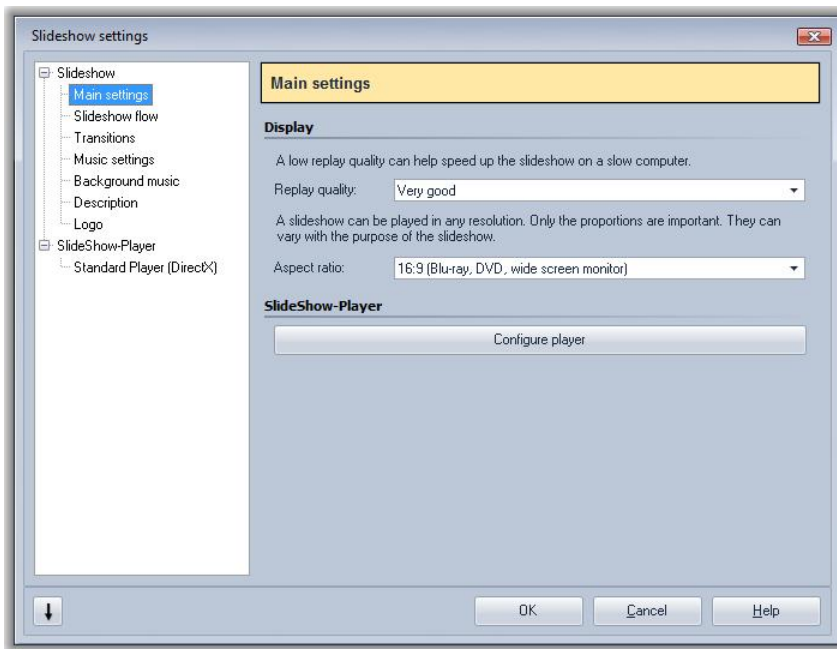 Slideshow settings
Slideshow
Main settings
Slideshow flow
Transitions
Music settings
Background music
Description
Logo
SlideShow-Player
Standard Player (DirectX)
Main settings
Display
A low replay quality can help speed up the slideshow on a slow computer.
Replay quality: Very good
A slideshow can be played in any resolution. Only the proportions are important. They can
vary with the purpose of the slideshow.
Aspect ratio: 16:9 (Blu-ray, DVD, wide screen monitor)
SlideShow-Player
Configure player
OK Cancel Help